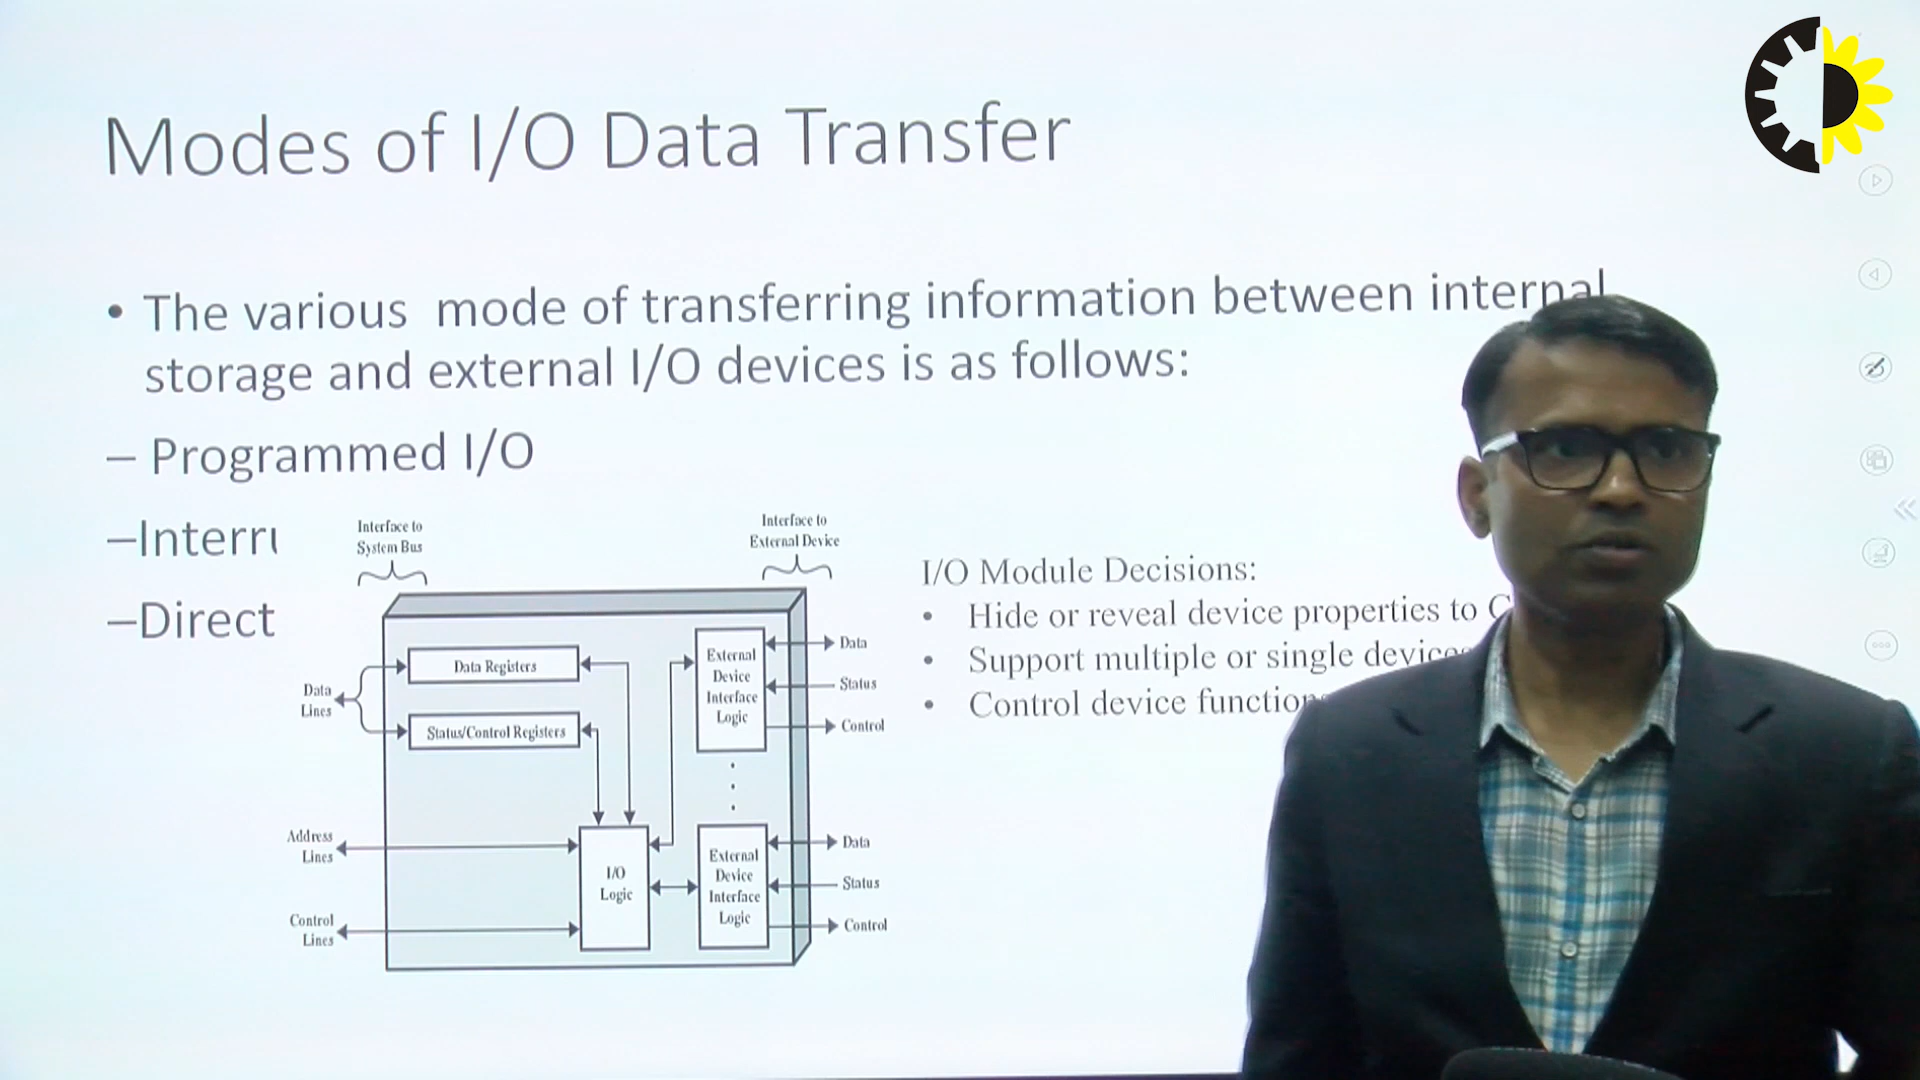 Modes of I/O Data Transfer
• The various mode of transferring information between internal
storage and external I/O devices is as follows:
– Programmed I/O
–Interru
–Direct
Interface to
System Bus
Interface to
External Device
Data Registers
Status/Control Registers
Data
Lines
Address
Lines
Control
Lines
I/O
Logic
External
Device
Interface
Logic
Data
Status
Control
External
Device
Interface
Logic
Data
Status
Control
I/O Module Decisions:
• Hide or reveal device properties to
• Support multiple or single device
• Control device function